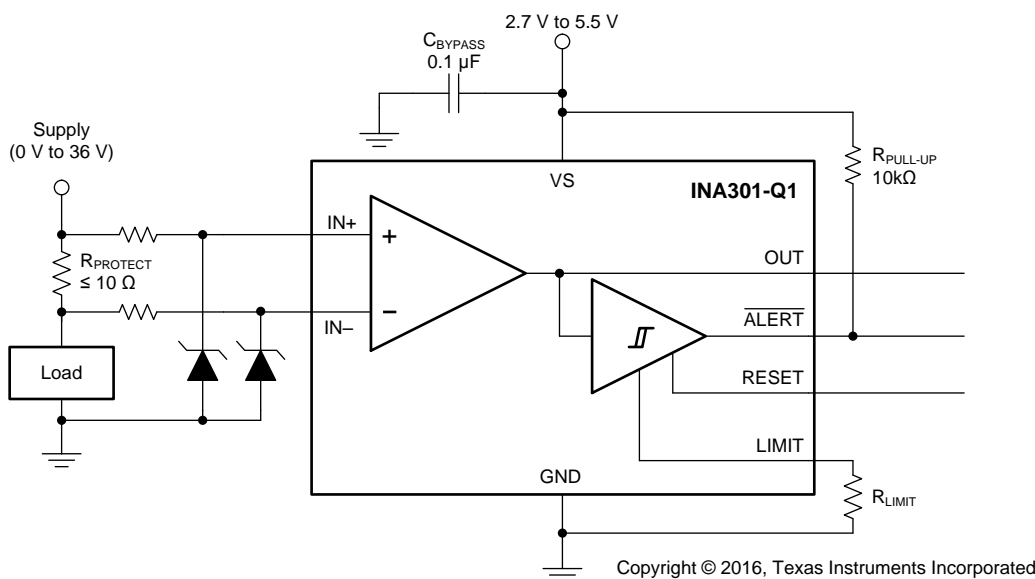 2.7 V to 5.5 V
CBYPASS
0.1 µF
Supply
(0 V to 36 V)
RPULL-UP
10kΩ
VS
INA301-Q1
IN+
+
RPROTECT
≤ 10 Ω
OUT
IN–
–
ALERT
Load
RESET
LIMIT
GND
RLIMIT
Copyright © 2016, Texas Instruments Incorporated